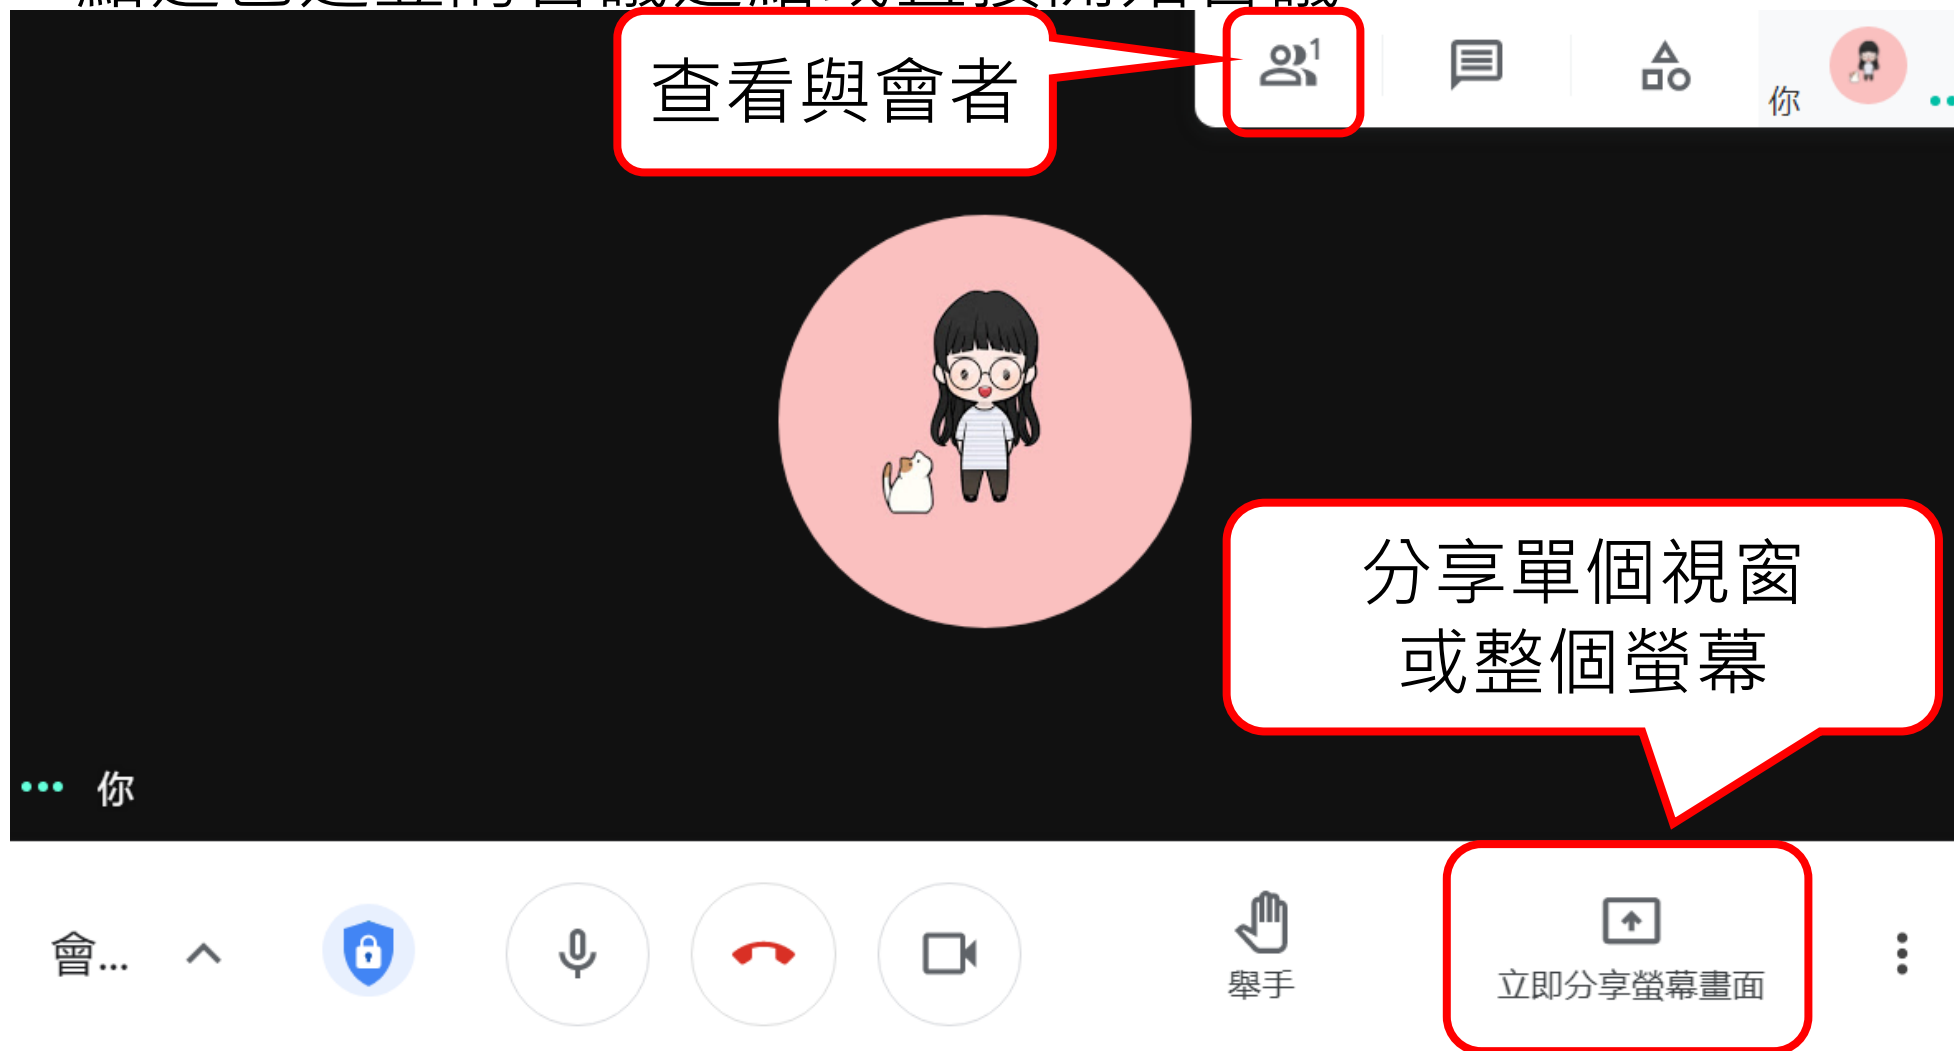 查看與會者
1
你
分享單個視窗
或整個螢幕
你
會...
舉手
立即分享螢幕畫面